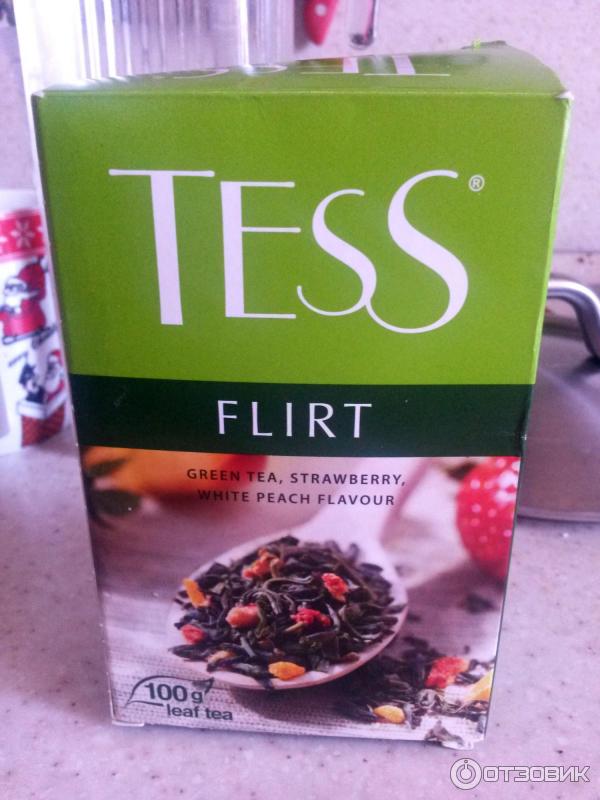 TESS®
FLIRT
GREEN TEA, STRAWBERRY,
WHITE PEACH FLAVOUR
100g
leaf tea
ОТЗОВИК